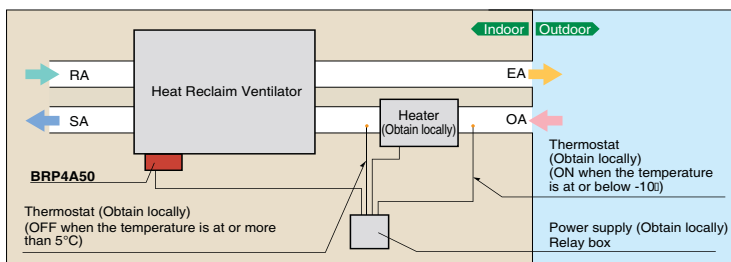 Indoor Outdoor
RA
EA
Heat Reclaim Ventilator
SA
Heater
(Obtain locally)
OA
BRP4A50
Thermostat
(Obtain locally)
(ON when the temperature
is at or below -10▯)
Thermostat (Obtain locally)
(OFF when the temperature is at or more
than 5°C)
Power supply (Obtain locally)
Relay box